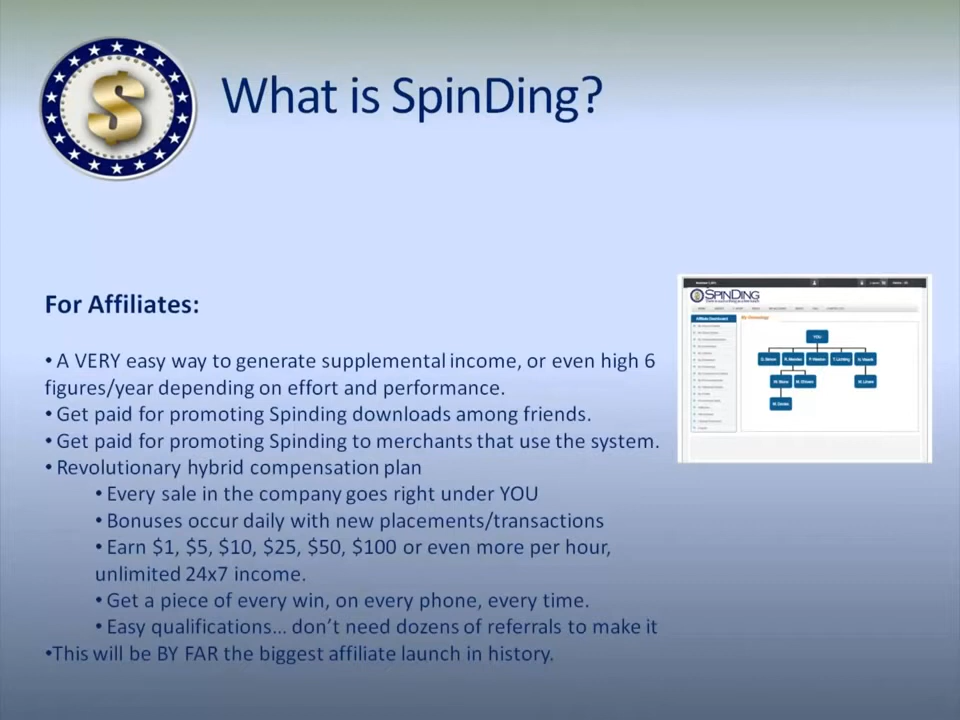 $
What is SpinDing?
For Affiliates:
• A VERY easy way to generate supplemental income, or even high 6
figures/year depending on effort and performance.
• Get paid for promoting Spinding downloads among friends.
• Get paid for promoting Spinding to merchants that use the system.
• Revolutionary hybrid compensation plan
• Every sale in the company goes right under YOU
• Bonuses occur daily with new placements/transactions
• Earn $1, $5, $10, $25, $50, $100 or even more per hour,
unlimited 24x7 income.
• Get a piece of every win, on every phone, every time.
• Easy qualifications... don't need dozens of referrals to make it
•This will be BY FAR the biggest affiliate launch in history.
SPINDING
Affiliate Dashboard
My Genealogy
YOU